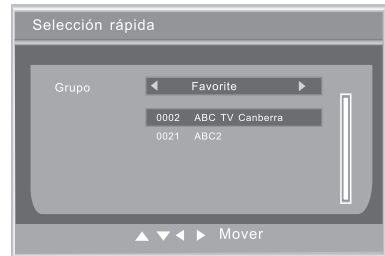 Selección rápida
Grupo Favorite
0002 ABC TV Canberra
0021 ABC2
Mover